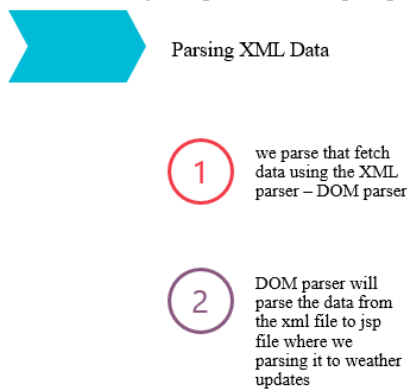 Parsing XML Data
1
we parse that fetch
data using the XML
parser – DOM parser
2
DOM parser will
parse the data from
the xml file to jsp
file where we
parsing it to weather
updates